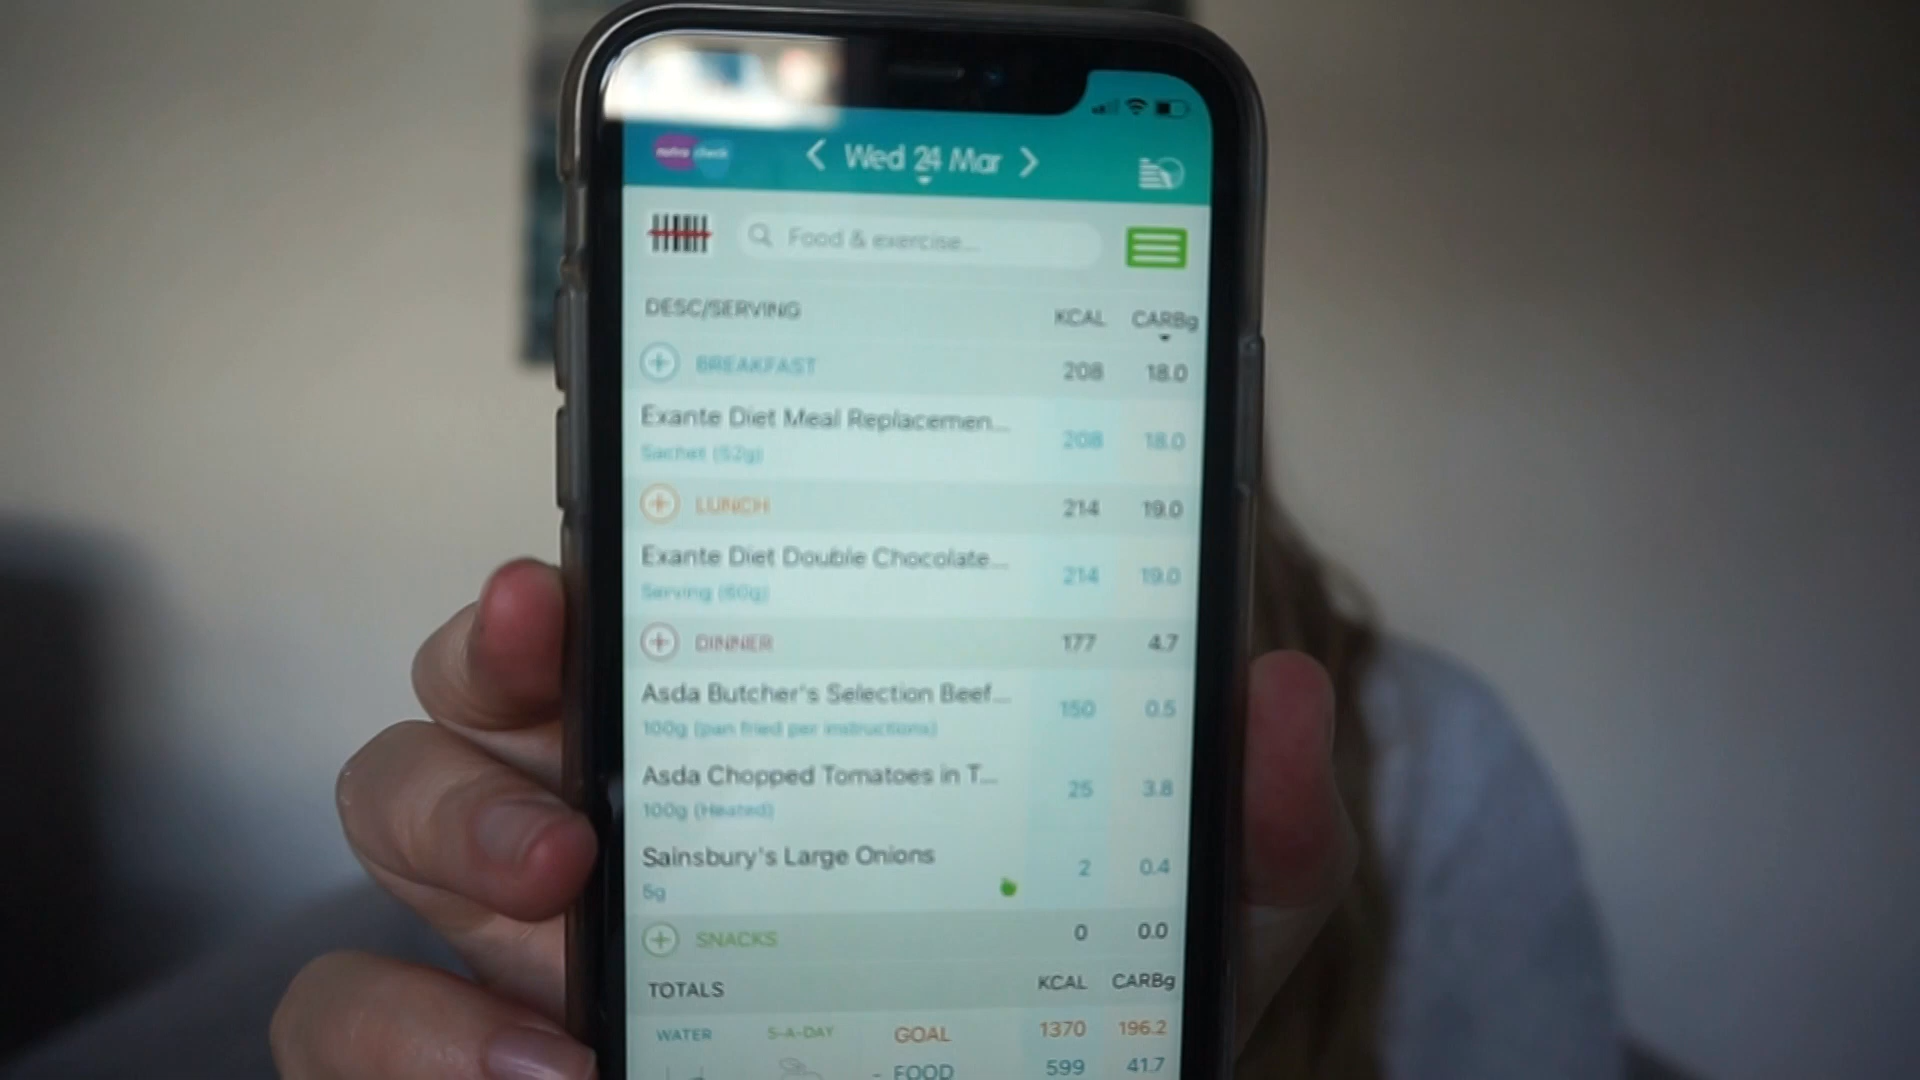 nutracheck
Wed 24 Mar
Food & exercise...
DESC/SERVING KCAL CARBg
BREAKFAST 208 18.0
Exante Diet Meal Replacemen... 208 18.0
Sachet (52g)
LUNCH 214 19.0
Exante Diet Double Chocolate... 214 19.0
Serving (60g)
DINNER 177 4.7
Asda Butcher's Selection Beef... 150 0.5
100g (pan fried per instructions)
Asda Chopped Tomatoes in T... 25 3.8
100g (Heated)
Sainsbury's Large Onions 2 0.4
5g
SNACKS 0 0.0
TOTALS KCAL CARBg
WATER 5-A-DAY GOAL 1370 196.2
- FOOD 599 41.7